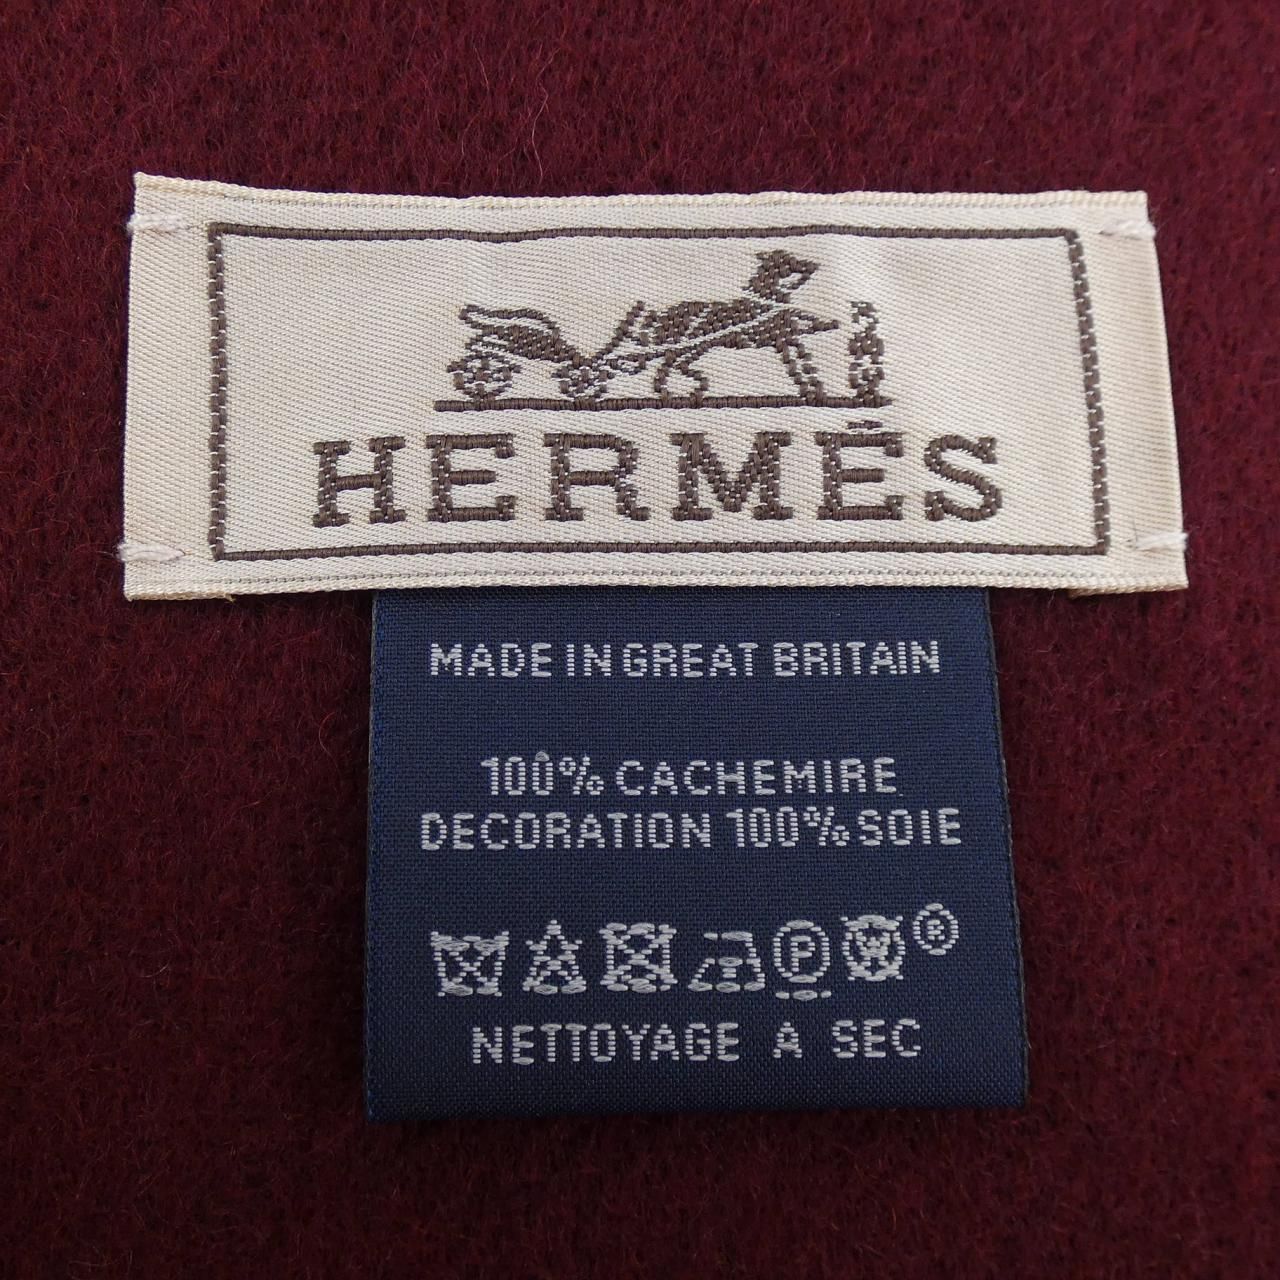 HERMÈS
MADE IN GREAT BRITAIN
100% CACHEMIRE
DECORATION 100% SOIE
P W ®
NETTOYAGE A SEC